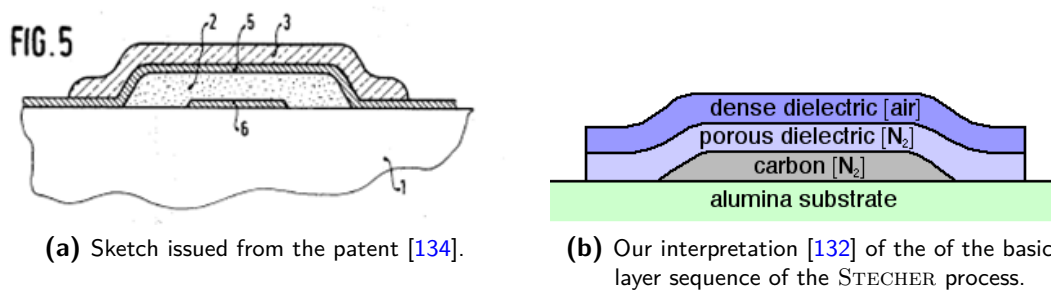 FIG.5
2
5
3
6
1
dense dielectric [air]
porous dielectric [N₂]
carbon [N₂]
alumina substrate
(a) Sketch issued from the patent [134].
(b) Our interpretation [132] of the of the basic
layer sequence of the STECHER process.